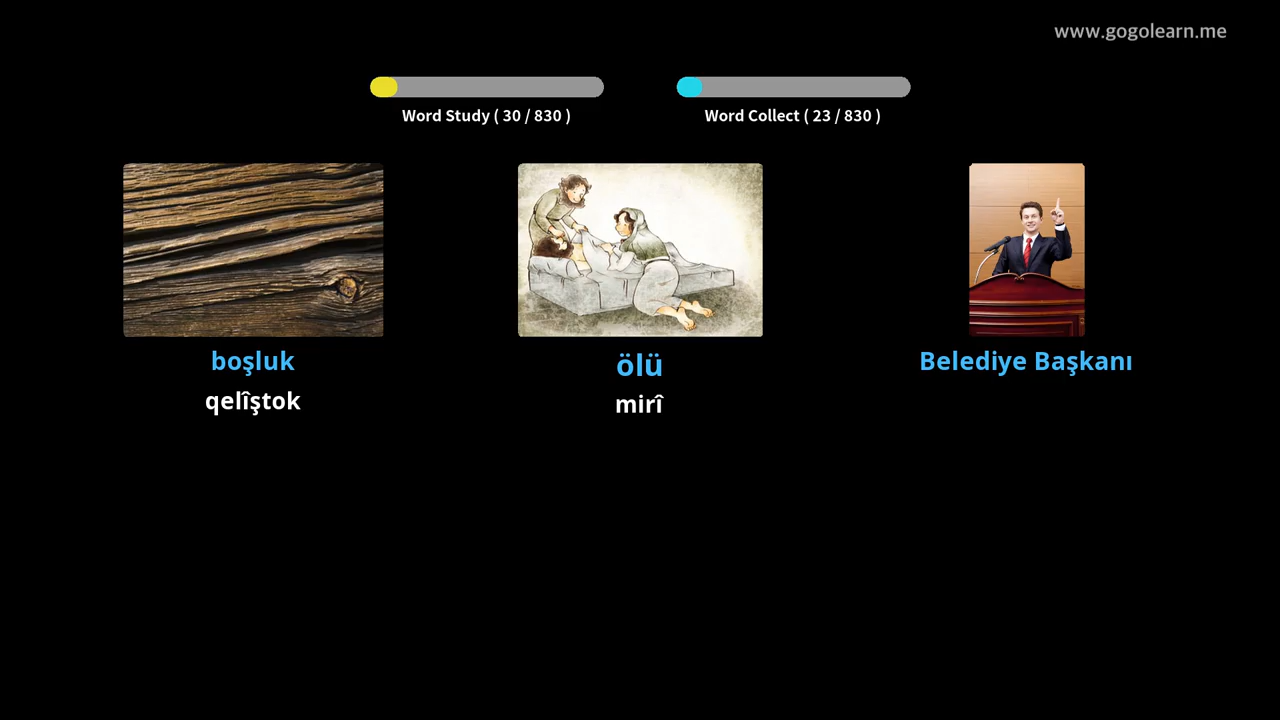 www.gogolearn.me
Word Study ( 30 / 830 )
Word Collect ( 23 / 830 )
boşluk
qelîştok
ölü
mirî
Belediye Başkanı